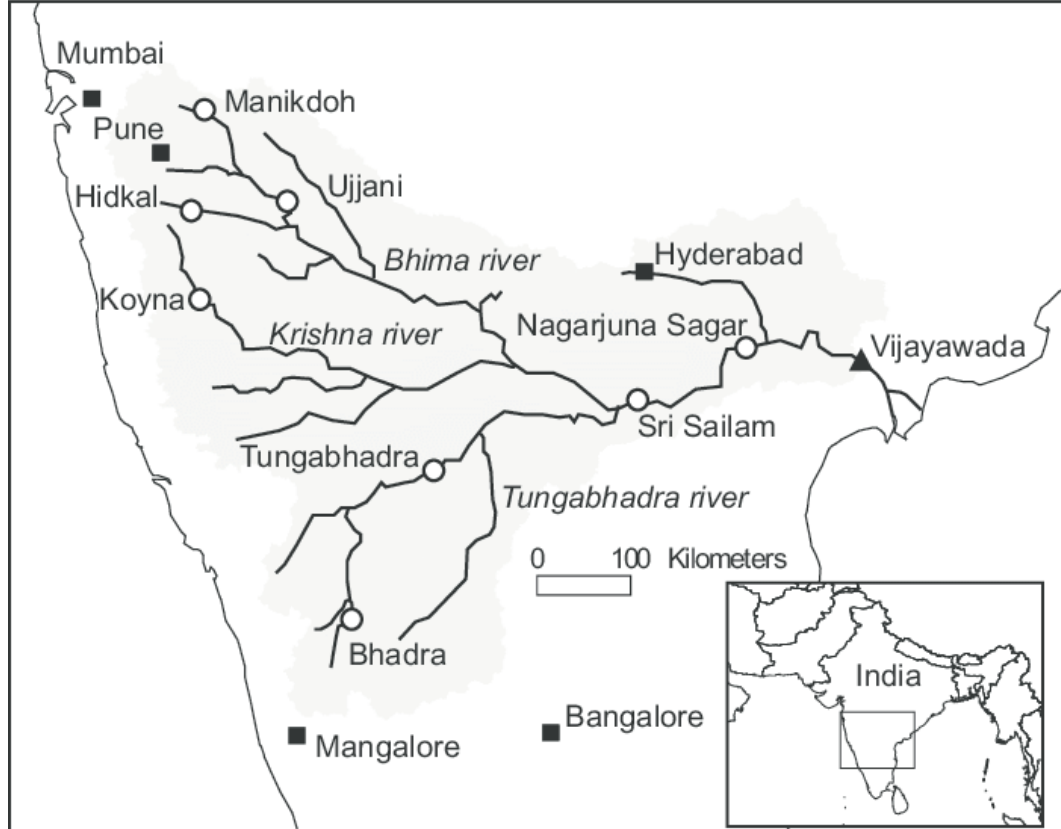 Mumbai
Manikdoh
Pune
Ujjani
Hidkal
Bhima river
Hyderabad
Koyna
Krishna river
Nagarjuna Sagar
Vijayawada
Sri Sailam
Tungabhadra
Tungabhadra river
0 100 Kilometers
Bhadra
India
Bangalore
Mangalore